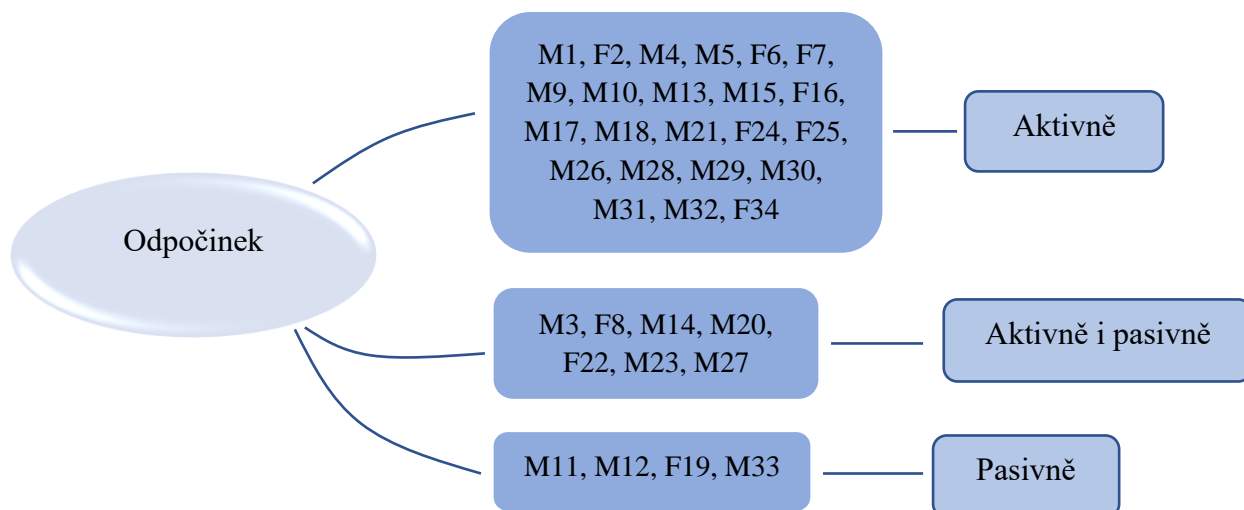 M1, F2, M4, M5, F6, F7,
M9, M10, M13, M15, F16,
M17, M18, M21, F24, F25,
M26, M28, M29, M30,
M31, M32, F34
Aktivně
Odpočinek
M3, F8, M14, M20,
F22, M23, M27
Aktivně i pasivně
M11, M12, F19, M33
Pasivně